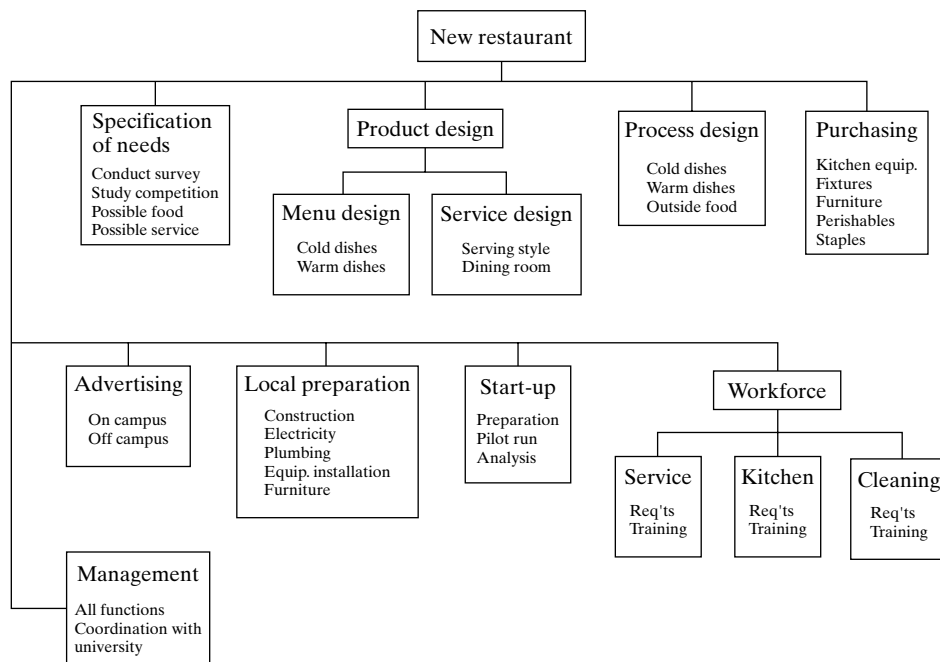 New restaurant
Specification
of needs
Conduct survey
Study competition
Possible food
Possible service
Product design
Menu design
Cold dishes
Warm dishes
Service design
Serving style
Dining room
Process design
Cold dishes
Warm dishes
Outside food
Purchasing
Kitchen equip.
Fixtures
Furniture
Perishables
Staples
Advertising
On campus
Off campus
Local preparation
Construction
Electricity
Plumbing
Equip. installation
Furniture
Start-up
Preparation
Pilot run
Analysis
Workforce
Service
Req'ts
Training
Kitchen
Req'ts
Training
Cleaning
Req'ts
Training
Management
All functions
Coordination with
university